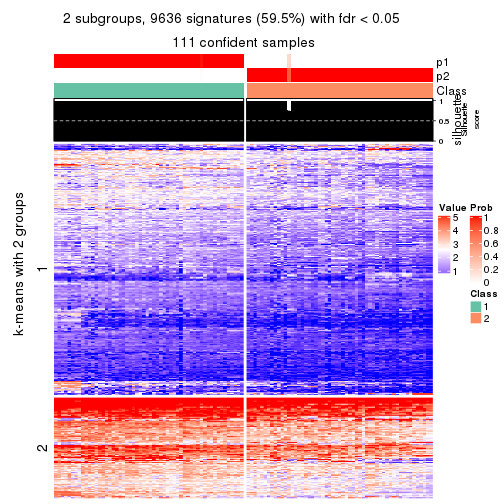 2 subgroups, 9636 signatures (59.5%) with fdr < 0.05
111 confident samples
p1
p2
Class
1
0.5
0
silhouette
Silhouette
score
k-means with 2 groups
1
2
Value
5
4
3
2
1
Prob
1
0.8
0.6
0.4
0.2
0
Class
1
2